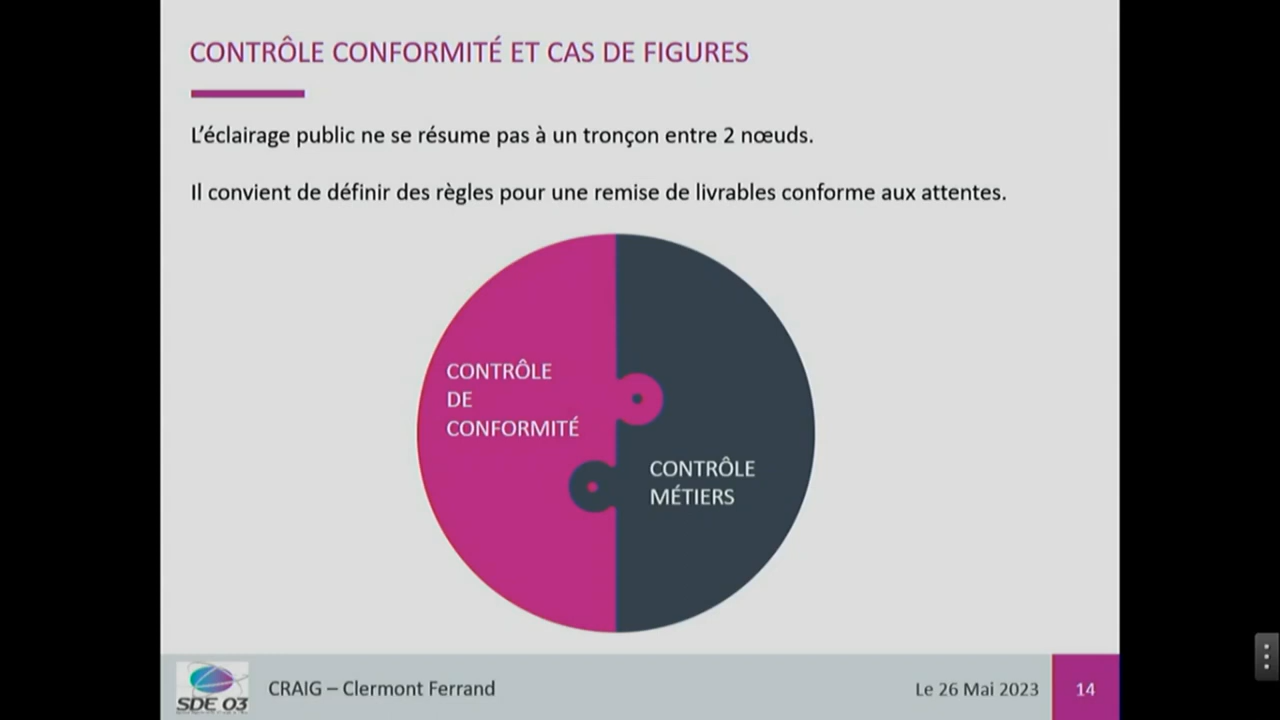 CONTRÔLE CONFORMITÉ ET CAS DE FIGURES
L'éclairage public ne se résume pas à un tronçon entre 2 nœuds.
Il convient de définir des règles pour une remise de livrables conforme aux attentes.
CONTRÔLE
DE
CONFORMITÉ
CONTRÔLE
MÉTIERS
SDE 03
CRAIG – Clermont Ferrand
Le 26 Mai 2023
14